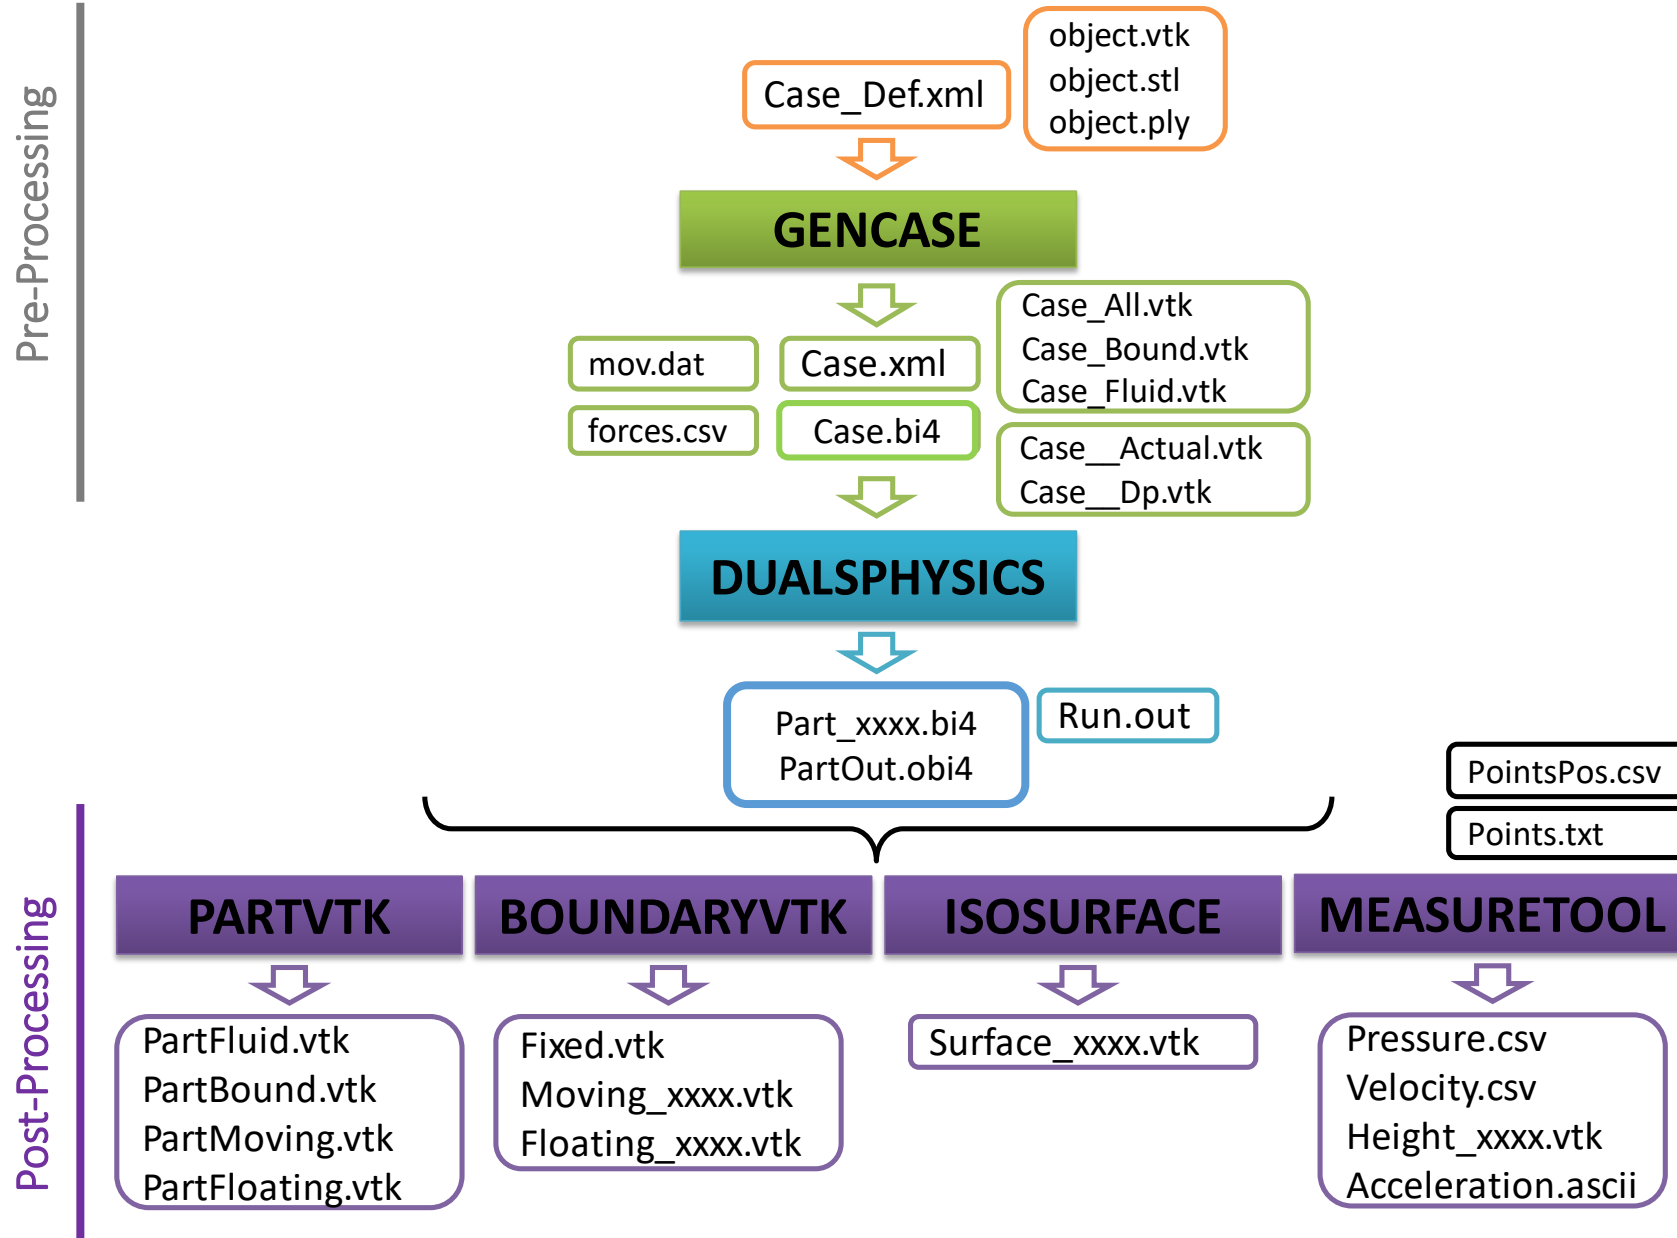 Pre-Processing
Case_Def.xml
object.vtk
object.stl
object.ply
GENCASE
mov.dat
forces.csv
Case.xml
Case.bi4
Case_All.vtk
Case_Bound.vtk
Case_Fluid.vtk
Case__Actual.vtk
Case__Dp.vtk
DUALSPHYSICS
Part_xxxx.bi4
PartOut.obi4
Run.out
PointsPos.csv
Points.txt
Post-Processing
PARTVTK
BOUNDARYVTK
ISOSURFACE
MEASURETOOL
PartFluid.vtk
PartBound.vtk
PartMoving.vtk
PartFloating.vtk
Fixed.vtk
Moving_xxxx.vtk
Floating_xxxx.vtk
Surface_xxxx.vtk
Pressure.csv
Velocity.csv
Height_xxxx.vtk
Acceleration.ascii